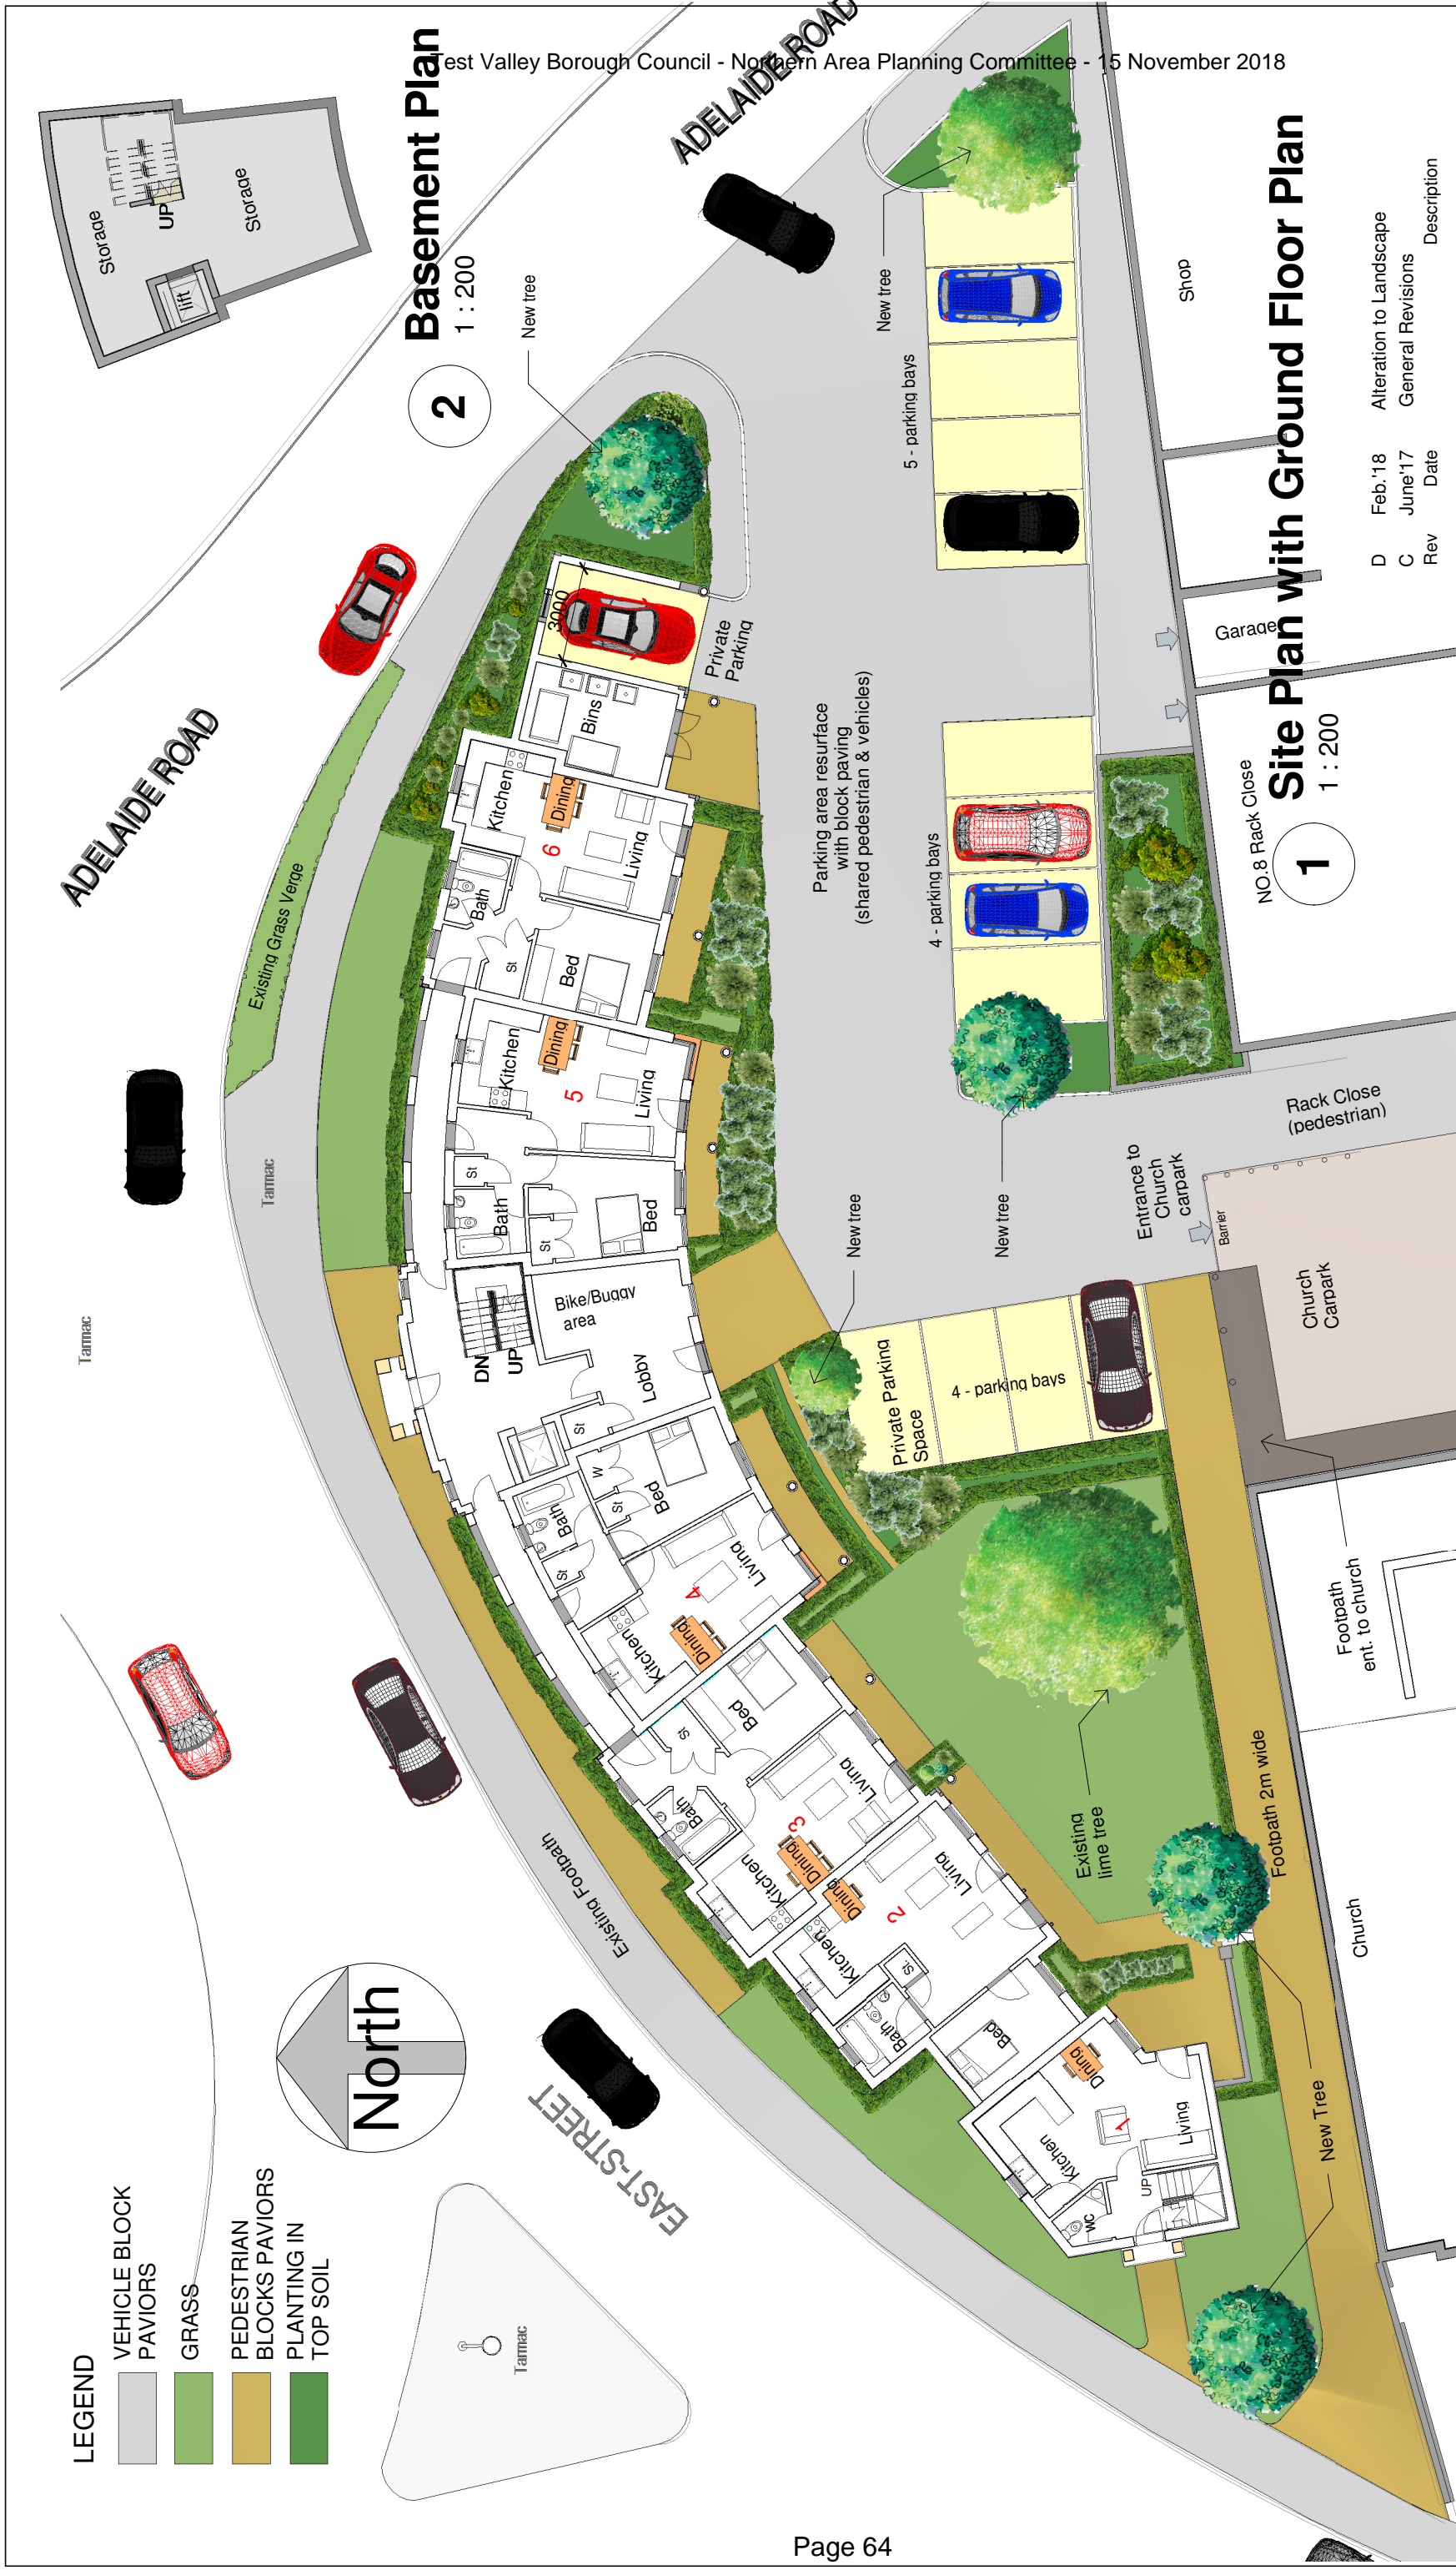 Test Valley Borough Council - Northern Area Planning Committee - 15 November 2018
Storage
UP
Storage
lift
2
Basement Plan
1 : 200
ADELAIDE ROAD
ADELAIDE ROAD
New tree
New tree
5 - parking bays
Shop
Garage
Private
Parking
3000
Bins
Kitchen
Dining
6
Living
Bath
St
Bed
Existing Grass Verge
Tarmac
Tarmac
Kitchen
Dining
5
Living
St
Bath
St
Bed
Parking area resurface
with block paving
(shared pedestrian & vehicles)
4 - parking bays
NO.8 Rack Close
1
Site Plan with Ground Floor Plan
1 : 200
D Feb.'18 Alteration to Landscape
C June'17 General Revisions
Rev Date Description
Rack Close
(pedestrian)
Entrance to
Church
carpark
Barrier
Church
Carpark
New tree
New tree
DN
UP
Bike/Buggy
area
Lobby
St
W
St
Bed
Bath
St
Kitchen
Dining
4
Living
Private Parking
Space
4 - parking bays
Footpath
ent. to church
Existing
lime tree
Footpath 2m wide
Church
St
Bed
Bath
Kitchen
Dining
3
Living
Dining
2
Living
Kitchen
St.
Bath
Bed
Dining
Kitchen
1
Living
WC
UP
New Tree
Existing Footpath
EAST-STREET
North
Tarmac
LEGEND
VEHICLE BLOCK
PAVIORS
GRASS
PEDESTRIAN
BLOCKS PAVIORS
PLANTING IN
TOP SOIL
Page 64